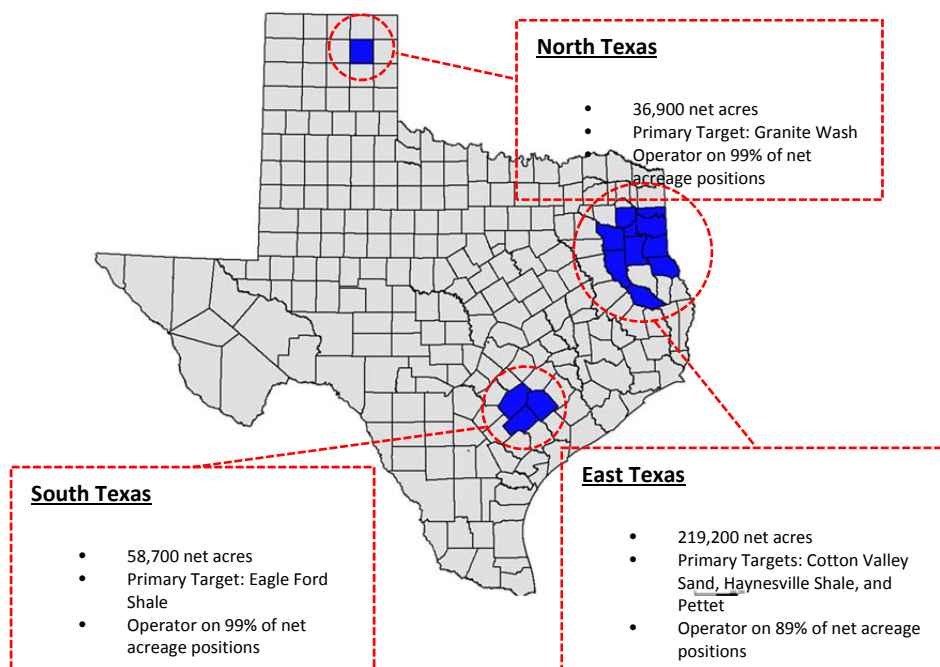 North Texas
• 36,900 net acres
• Primary Target: Granite Wash
• Operator on 99% of net
acreage positions
South Texas
• 58,700 net acres
• Primary Target: Eagle Ford
Shale
• Operator on 99% of net
acreage positions
East Texas
• 219,200 net acres
• Primary Targets: Cotton Valley
Sand, Haynesville Shale, and
Pettet
• Operator on 89% of net acreage
positions